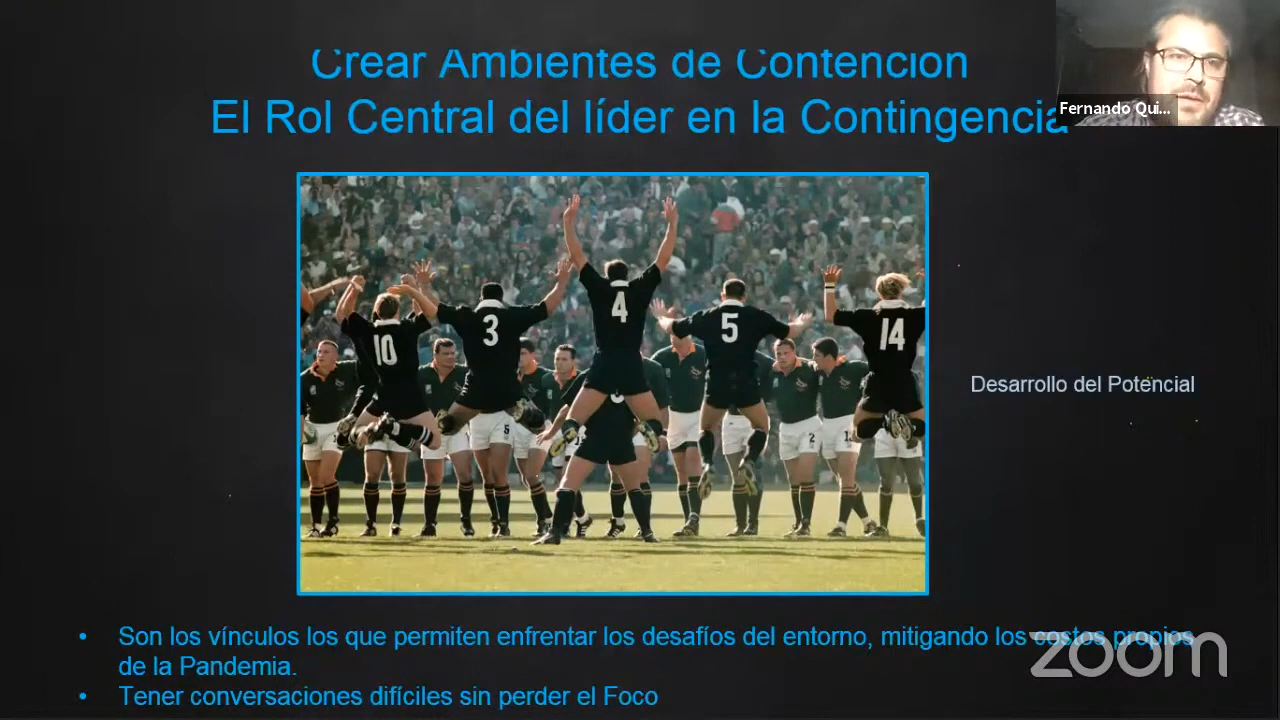 Crear Ambientes de Contención
El Rol Central del líder en la Contingencia
Fernando Qui...
10
3
4
5
14
5
2
Desarrollo del Potencial
• Son los vínculos los que permiten enfrentar los desafíos del entorno, mitigando los costos propios
de la Pandemia.
• Tener conversaciones difíciles sin perder el Foco
zoom